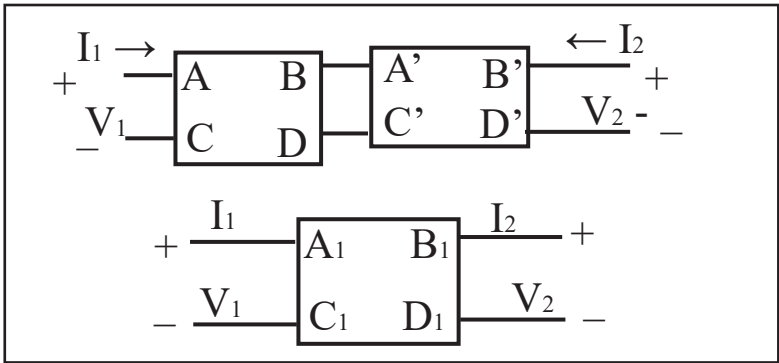 I1 → ← I2
+ A B A’ B’ +
V1 C D C’ D’ V2 - –
–
I1 I2
+ A1 B1 +
– V1 C1 D1 V2 –